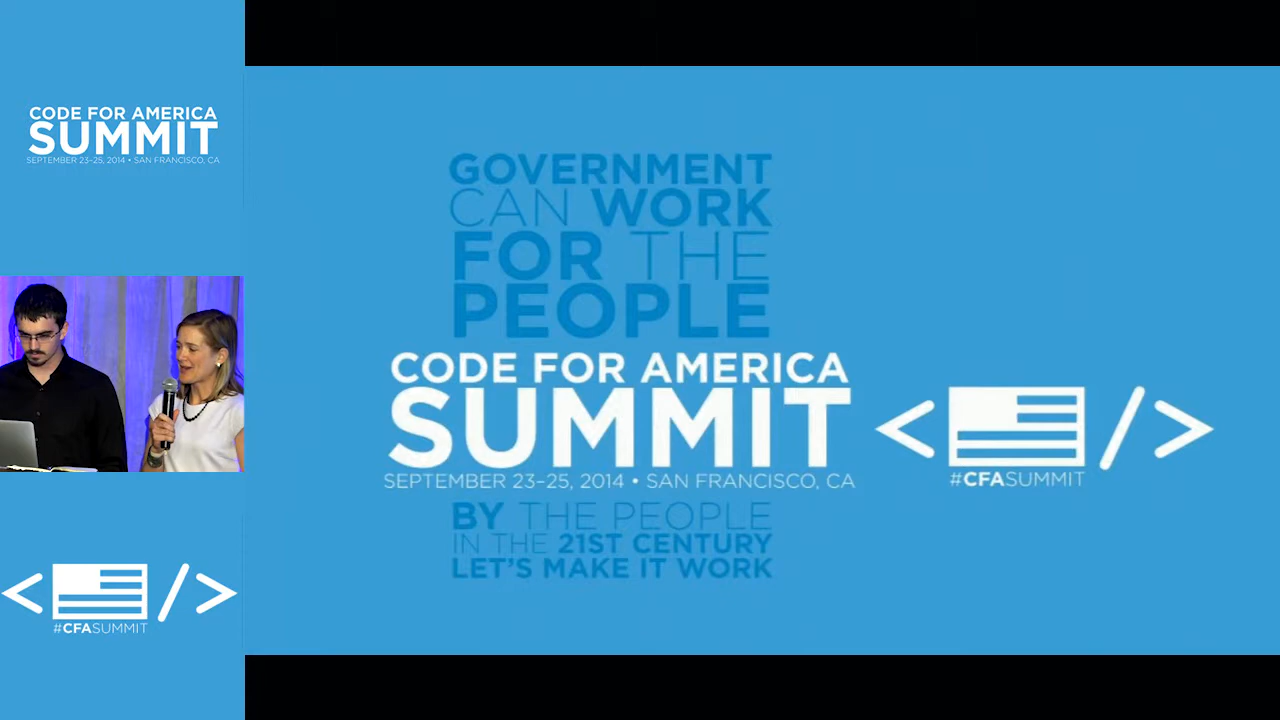 CODE FOR AMERICA
SUMMIT
SEPTEMBER 23-25, 2014 • SAN FRANCISCO, CA
#CFASUMMIT
GOVERNMENT
CAN WORK
FOR THE
PEOPLE
CODE FOR AMERICA
SUMMIT
SEPTEMBER 23-25, 2014 • SAN FRANCISCO, CA
#CFASUMMIT
BY THE PEOPLE
IN THE 21ST CENTURY
LET'S MAKE IT WORK